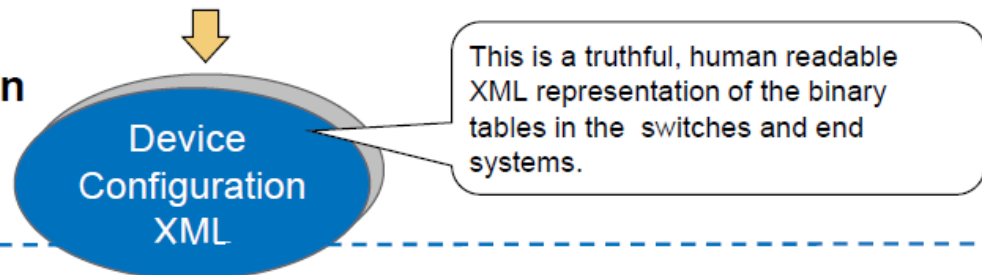 n
Device
Configuration
XML
This is a truthful, human readable
XML representation of the binary
tables in the switches and end
systems.